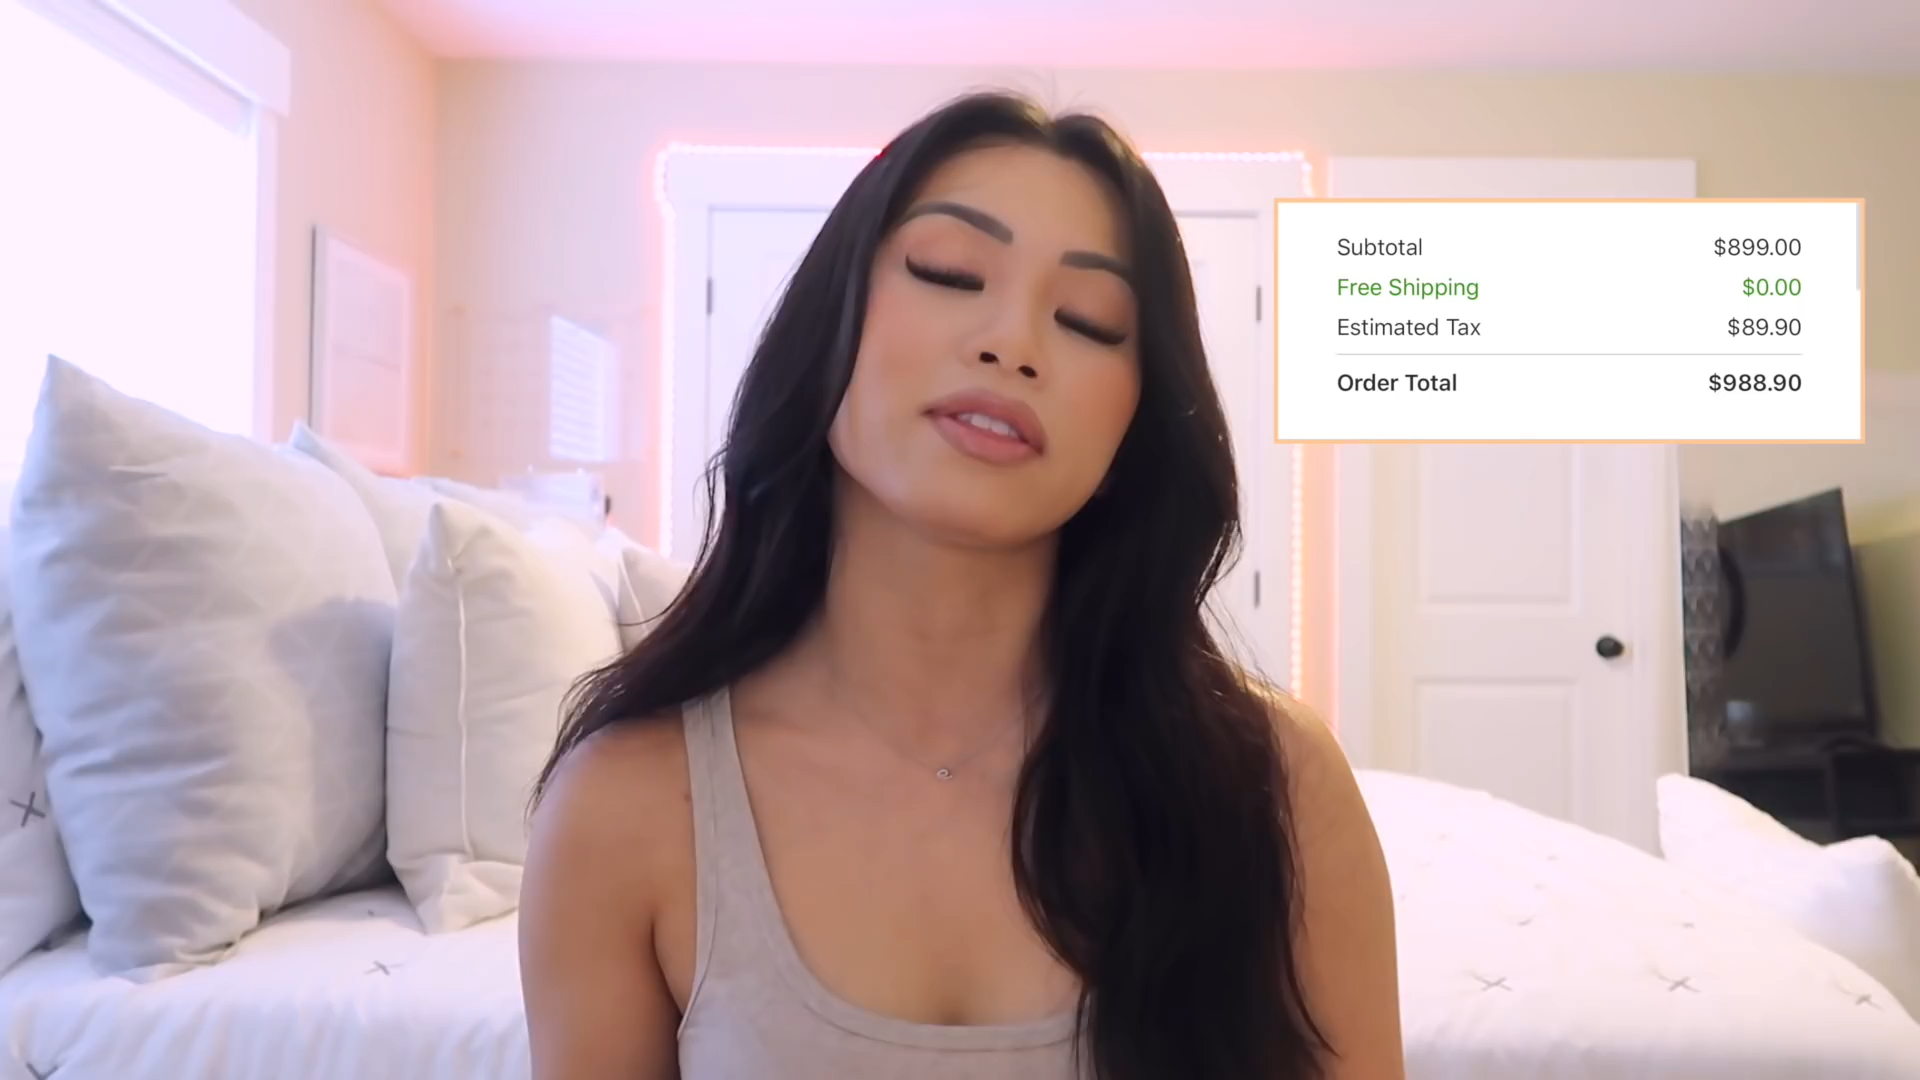 Subtotal $899.00
Free Shipping $0.00
Estimated Tax $89.90
Order Total $988.90